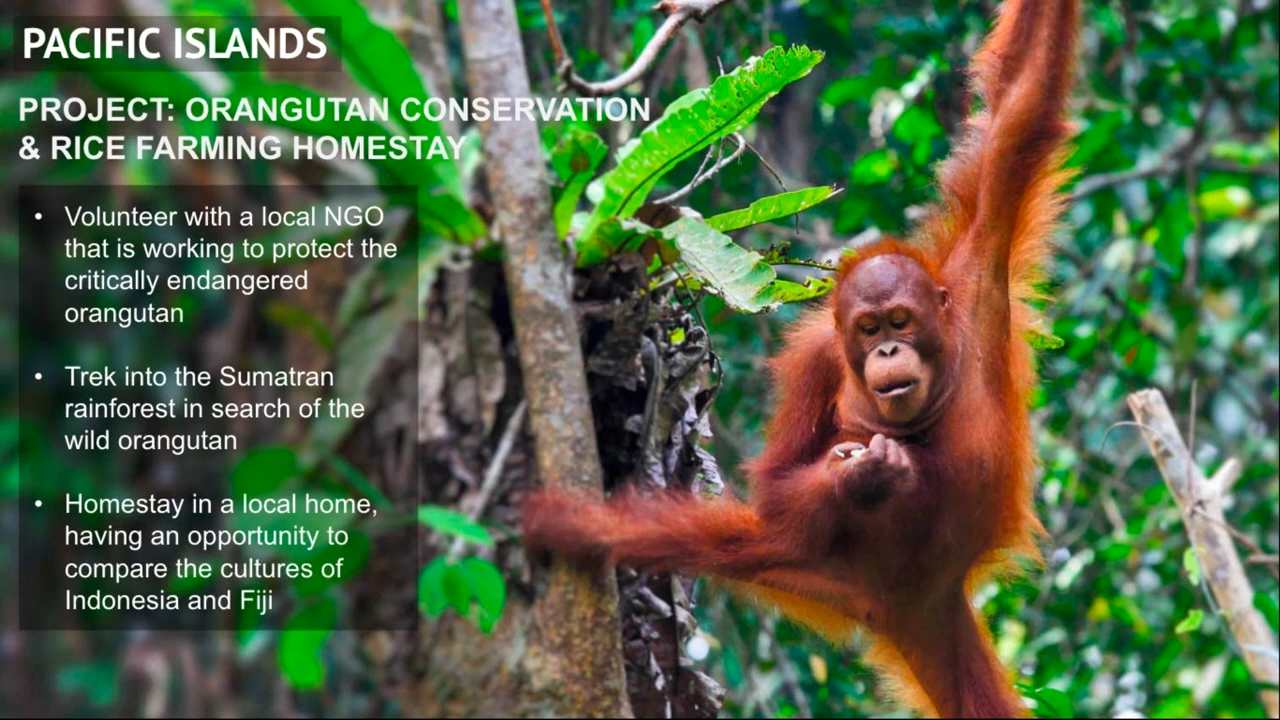 PACIFIC ISLANDS
PROJECT: ORANGUTAN CONSERVATION
& RICE FARMING HOMESTAY
• Volunteer with a local NGO
that is working to protect the
critically endangered
orangutan
• Trek into the Sumatran
rainforest in search of the
wild orangutan
• Homestay in a local home,
having an opportunity to
compare the cultures of
Indonesia and Fiji